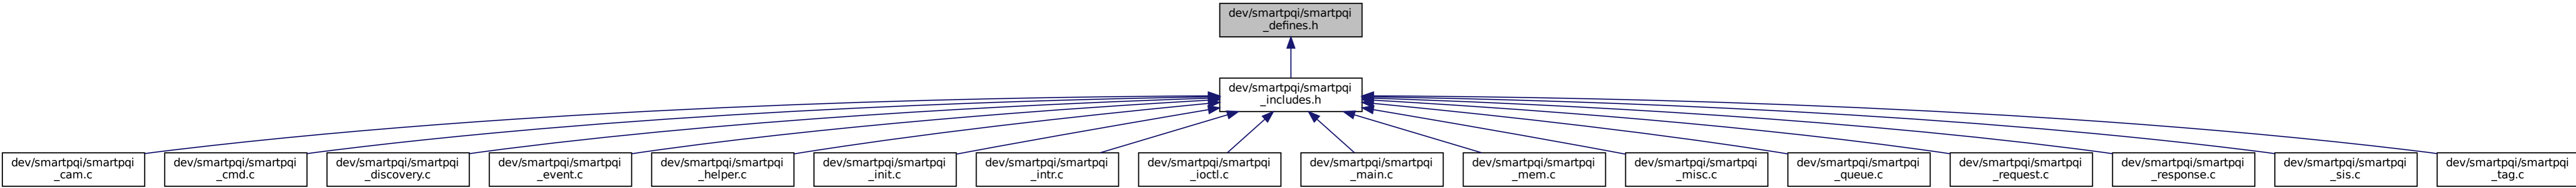 dev/smartpqi/smartpqi
_defines.h
dev/smartpqi/smartpqi
_includes.h
dev/smartpqi/smartpqi
_cam.c
dev/smartpqi/smartpqi
_cmd.c
dev/smartpqi/smartpqi
_discovery.c
dev/smartpqi/smartpqi
_event.c
dev/smartpqi/smartpqi
_helper.c
dev/smartpqi/smartpqi
_init.c
dev/smartpqi/smartpqi
_intr.c
dev/smartpqi/smartpqi
_ioctl.c
dev/smartpqi/smartpqi
_main.c
dev/smartpqi/smartpqi
_mem.c
dev/smartpqi/smartpqi
_misc.c
dev/smartpqi/smartpqi
_queue.c
dev/smartpqi/smartpqi
_request.c
dev/smartpqi/smartpqi
_response.c
dev/smartpqi/smartpqi
_sis.c
dev/smartpqi/smartpqi
_tag.c